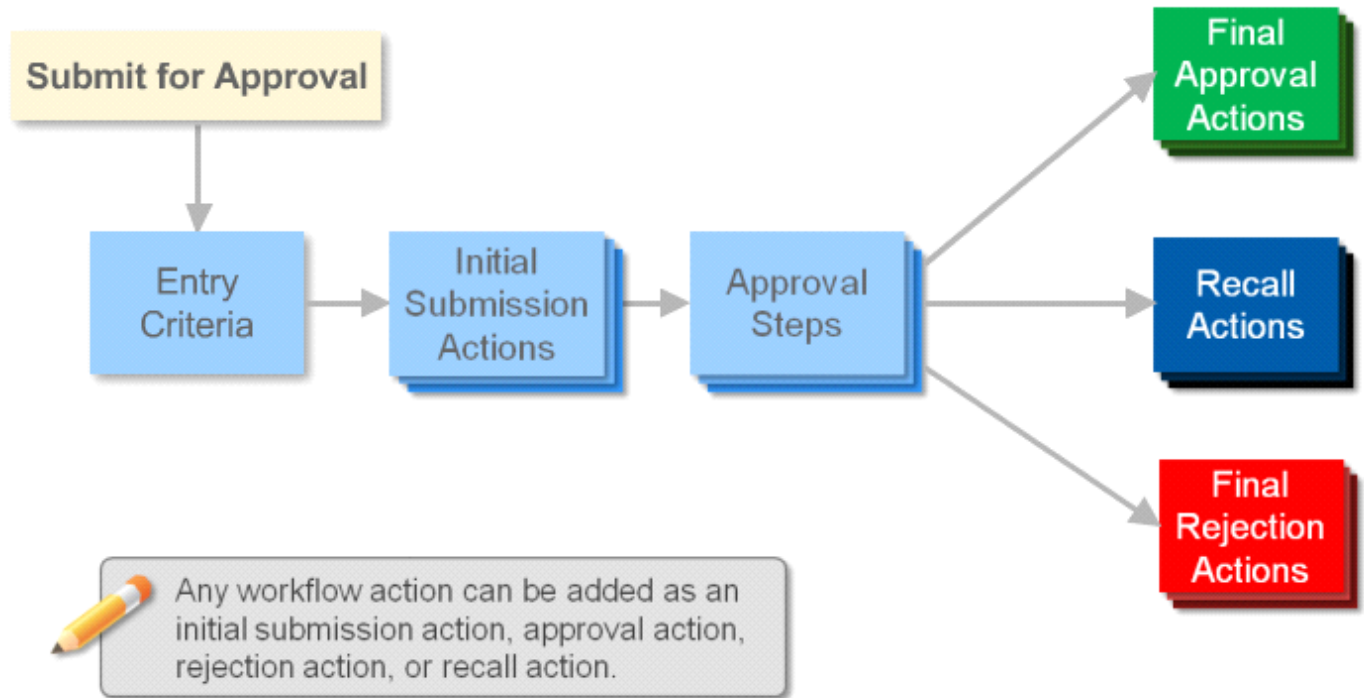 Submit for Approval
Entry
Criteria
Initial
Submission
Actions
Approval
Steps
Final
Approval
Actions
Recall
Actions
Final
Rejection
Actions
Any workflow action can be added as an
initial submission action, approval action,
rejection action, or recall action.